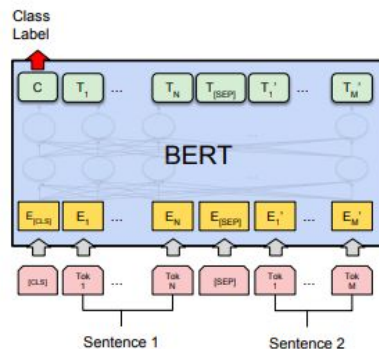 Class
Label
C T1 ... TN T[SEP] T1' ... TM'
BERT
E[CLS] E1 ... EN E[SEP] E1' ... EM'
[CLS] Tok 1 ... Tok N [SEP] Tok 1 ... Tok M
Sentence 1 Sentence 2